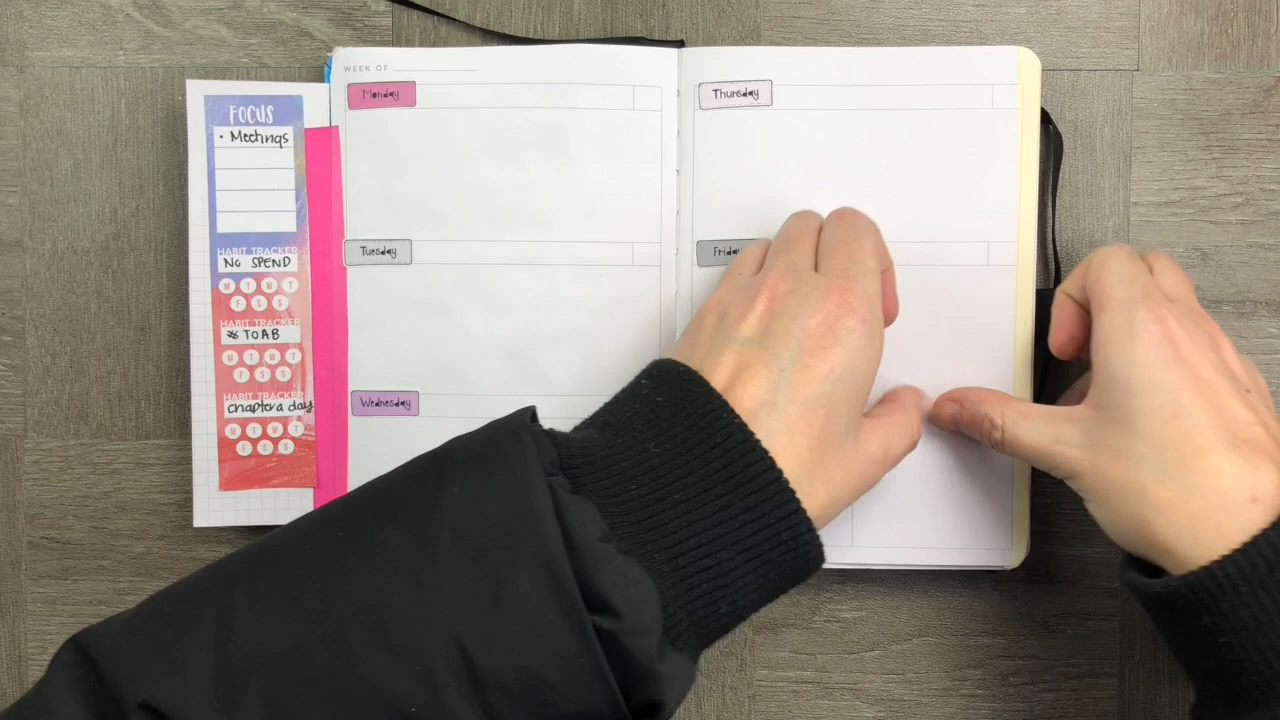 FOCUS
• Meetings
HABIT TRACKER
NO SPEND
M T W T
F S S
HABIT TRACKER
TOAB
M T W T
F S S
HABIT TRACKER
chapter a day
M T W T
F S S
WEEK OF
Monday
Tuesday
Wednesday
Thursday
Friday